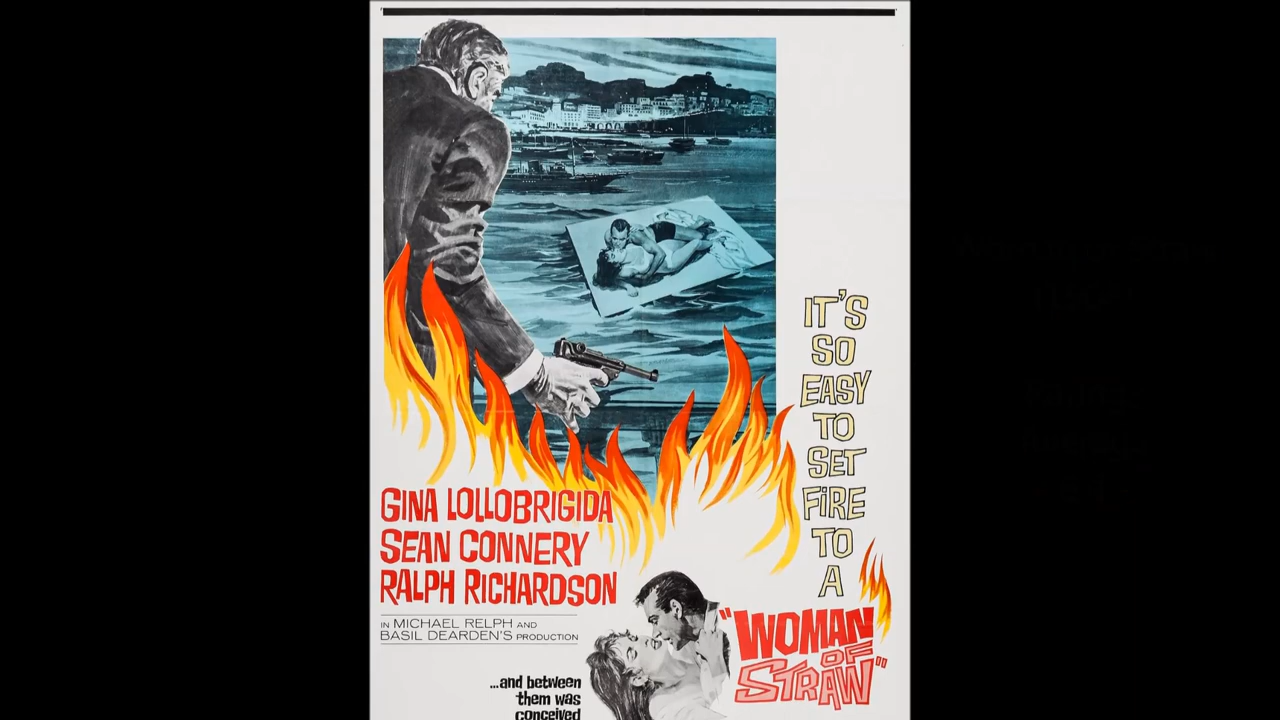 IT'S
SO
EASY
TO
SET
FIRE
TO
A
"WOMAN
OF
STRAW"
GINA LOLLOBRIGIDA
SEAN CONNERY
RALPH RICHARDSON
IN MICHAEL RELPH AND
BASIL DEARDEN'S PRODUCTION
...and between
them was
conceived